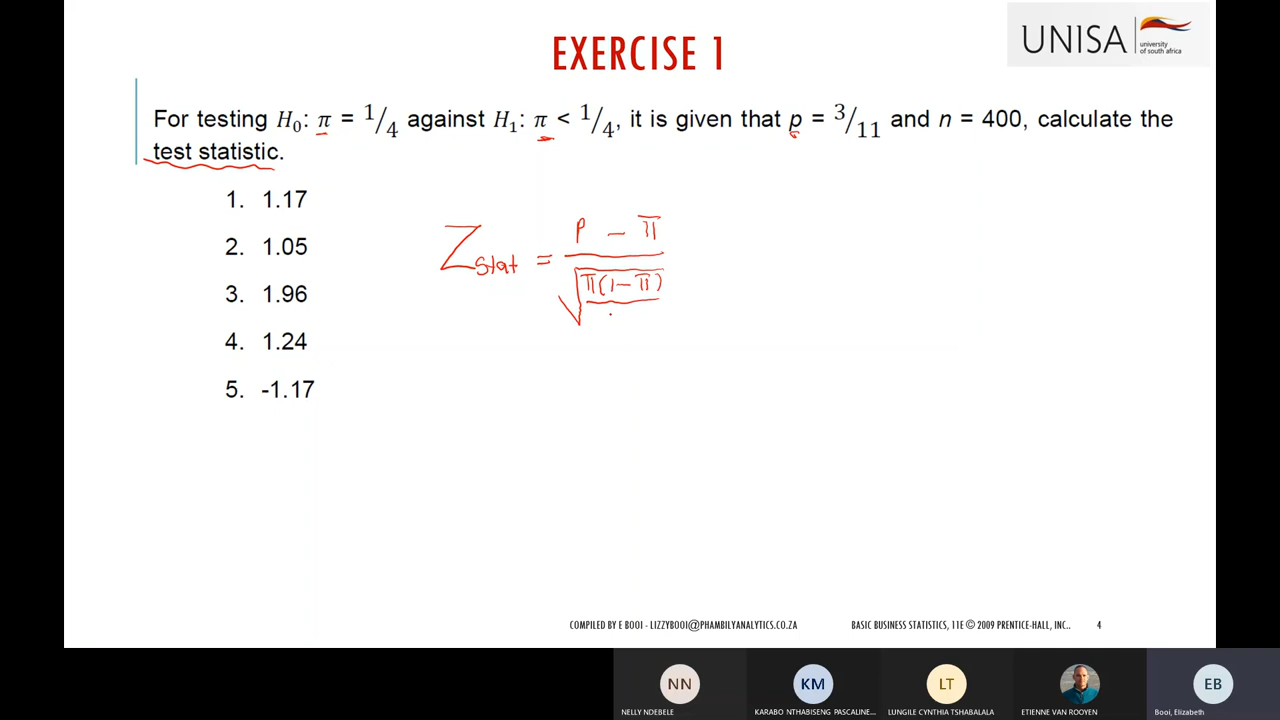 EXERCISE 1
UNISA | university of south africa
For testing H₀: π = 1/4 against H₁: π < 1/4, it is given that p = 3/11 and n = 400, calculate the
test statistic.
1. 1.17
2. 1.05
3. 1.96
4. 1.24
5. -1.17
Zstat = p - π
√π(1-π)
COMPILED BY E BOOI - LIZZYBOOI@PHAMBILYANALYTICS.CO.ZA
BASIC BUSINESS STATISTICS, 11E © 2009 PRENTICE-HALL, INC..
4
NN
KM
LT
EB
NELLY NDEBELE
KARABO NTHABISENG PASCALINE...
LUNGILE CYNTHIA TSHABALALA
ETIENNE VAN ROOYEN
Booi, Elizabeth